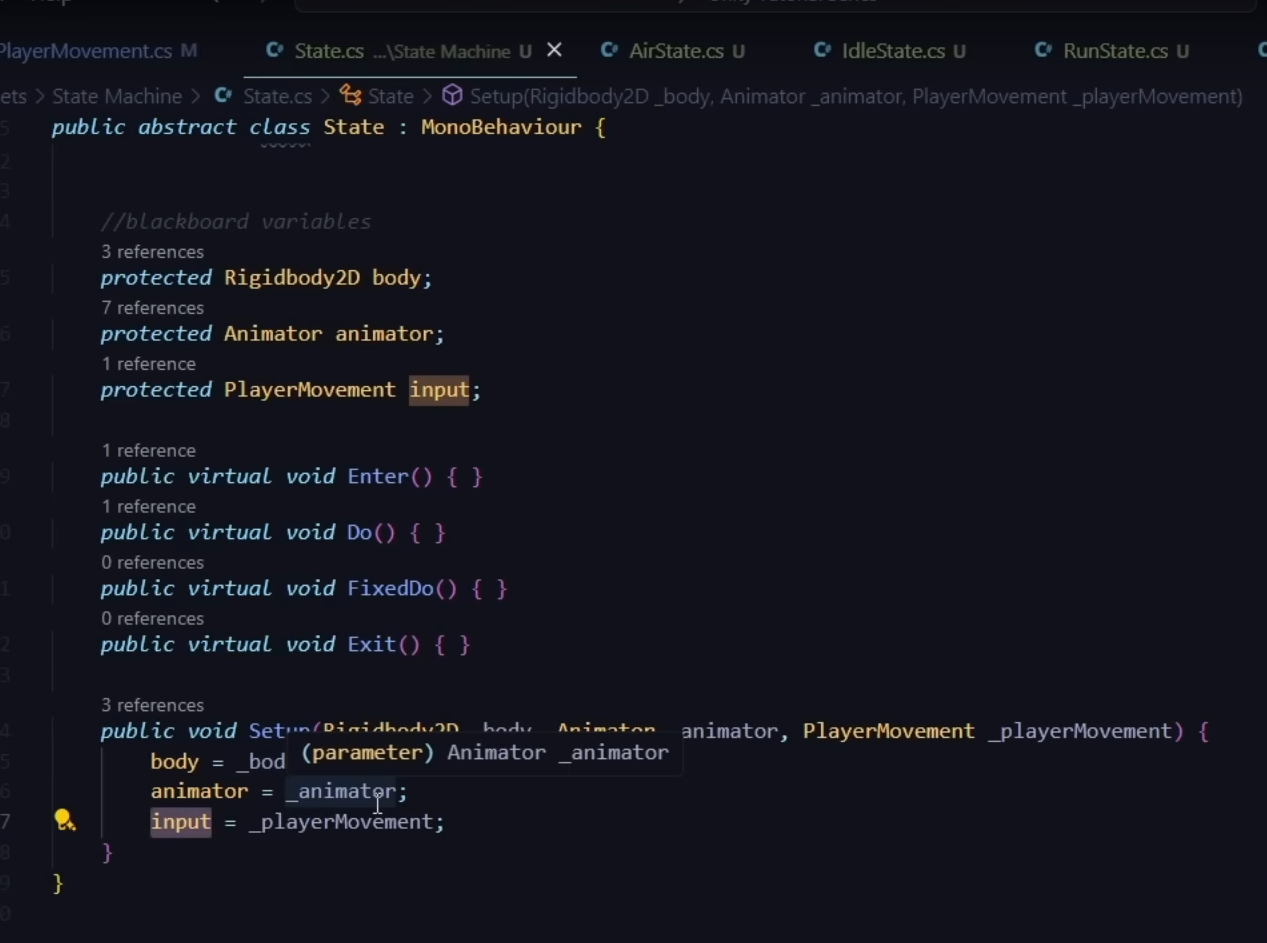 PlayerMovement.cs M State.cs ...\State Machine U × AirState.cs U IdleState.cs U RunState.cs U
ets > State Machine > State.cs > State > Setup(Rigidbody2D _body, Animator _animator, PlayerMovement _playerMovement)
public abstract class State : MonoBehaviour {
//blackboard variables
3 references
protected Rigidbody2D body;
7 references
protected Animator animator;
1 reference
protected PlayerMovement input;
1 reference
public virtual void Enter() { }
1 reference
public virtual void Do() { }
0 references
public virtual void FixedDo() { }
0 references
public virtual void Exit() { }
3 references
public void Setup(Rigidbody2D _body, Animator _animator, PlayerMovement _playerMovement) {
(parameter) Animator _animator
body = _bod
animator = _animator;
input = _playerMovement;
}
}